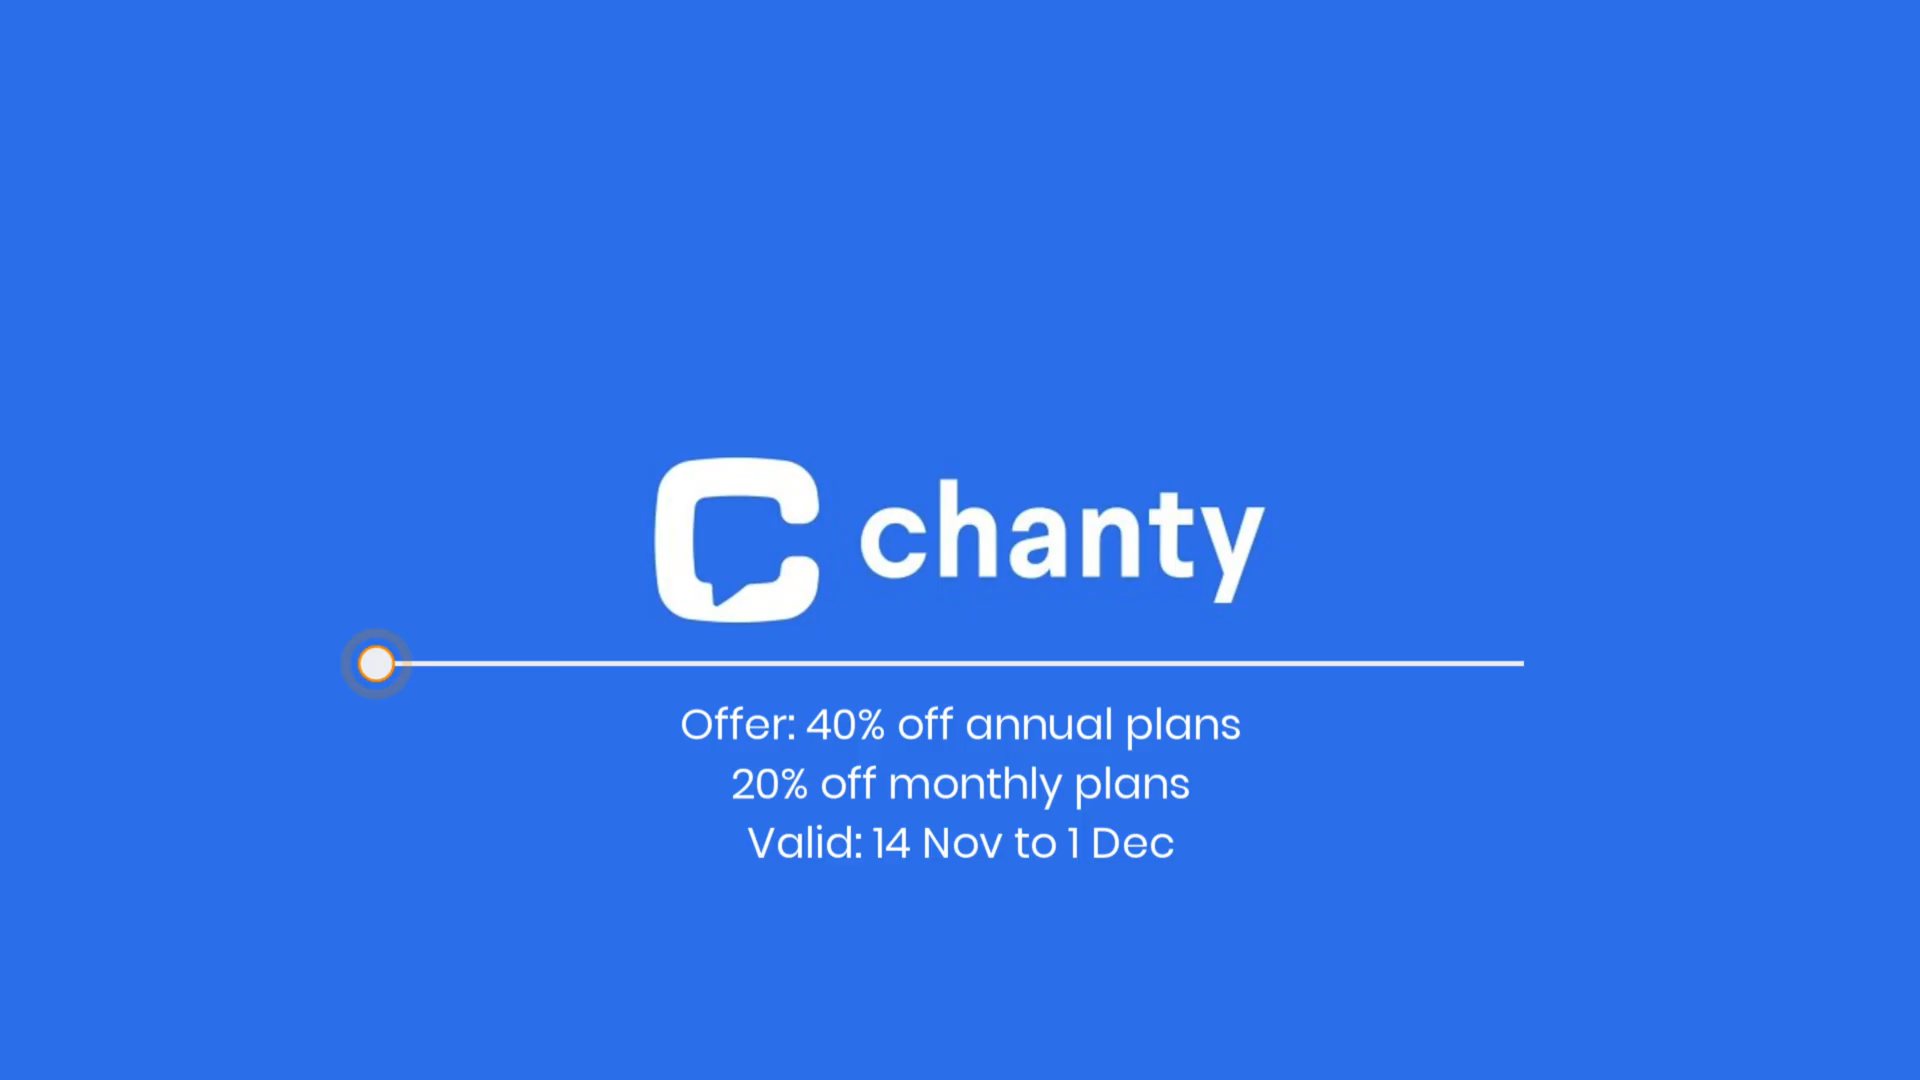 chanty
Offer: 40% off annual plans
20% off monthly plans
Valid: 14 Nov to 1 Dec